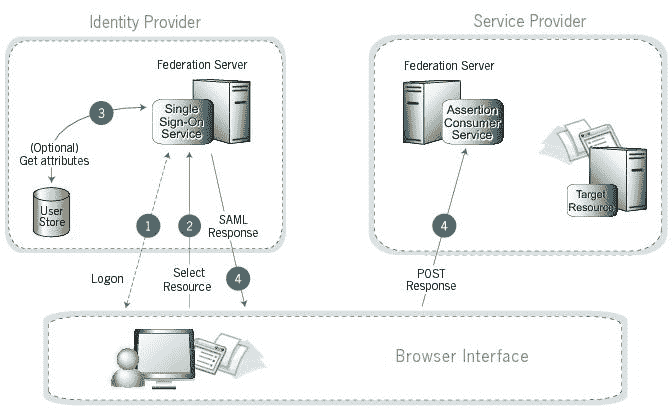 Identity Provider
Service Provider
Federation Server
Single
Sign-On
Service
3
(Optional)
Get attributes
User
Store
1
2
SAML
Response
4
Logon
Select
Resource
Federation Server
Assertion
Consumer
Service
Target
Resource
4
POST
Response
Browser Interface